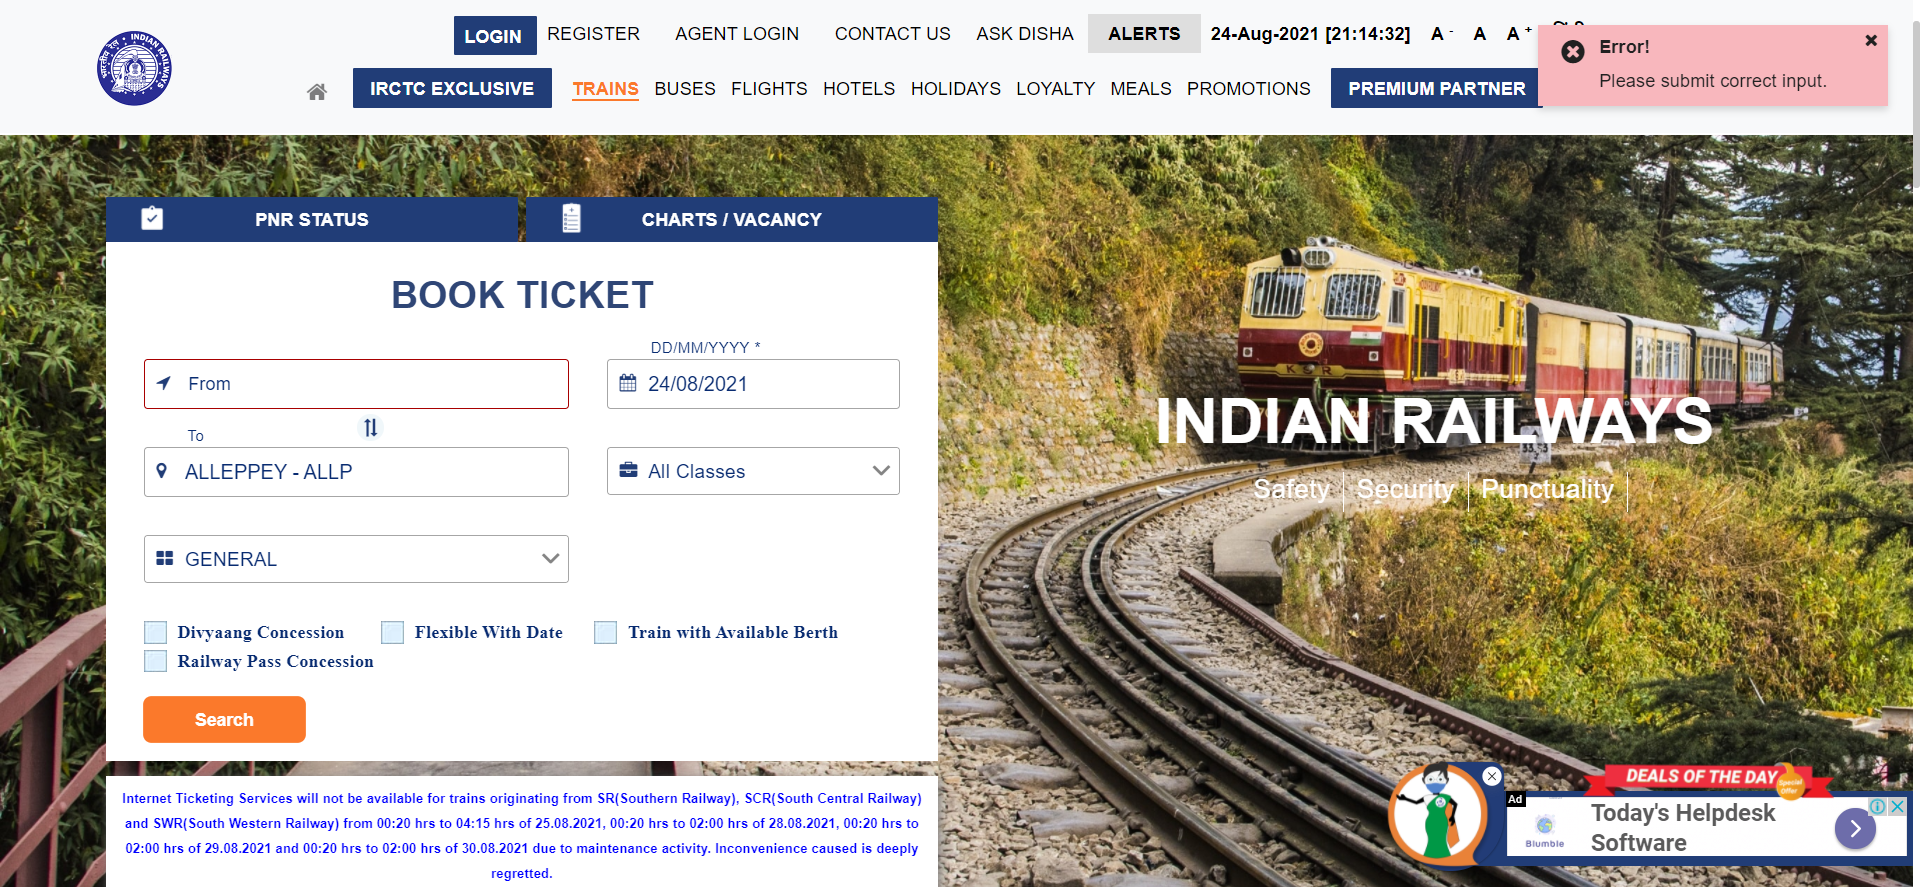 LOGIN REGISTER AGENT LOGIN CONTACT US ASK DISHA ALERTS 24-Aug-2021 [21:14:32] A - A A +
Error!
Please submit correct input.
INDIAN RAILWAYS
IRCTC EXCLUSIVE TRAINS BUSES FLIGHTS HOTELS HOLIDAYS LOYALTY MEALS PROMOTIONS PREMIUM PARTNER
PNR STATUS CHARTS / VACANCY
BOOK TICKET
DD/MM/YYYY *
From 24/08/2021
To
ALLEPPEY - ALLP All Classes
GENERAL
Divyaang Concession Flexible With Date Train with Available Berth
Railway Pass Concession
Search
INDIAN RAILWAYS
Safety Security Punctuality
Internet Ticketing Services will not be available for trains originating from SR(Southern Railway), SCR(South Central Railway)
and SWR(South Western Railway) from 00:20 hrs to 04:15 hrs of 25.08.2021, 00:20 hrs to 02:00 hrs of 28.08.2021, 00:20 hrs to
02:00 hrs of 29.08.2021 and 00:20 hrs to 02:00 hrs of 30.08.2021 due to maintenance activity. Inconvenience caused is deeply
regretted.
DEALS OF THE DAY
Special
Offer
Ad
Today's Helpdesk
Software
Blumble